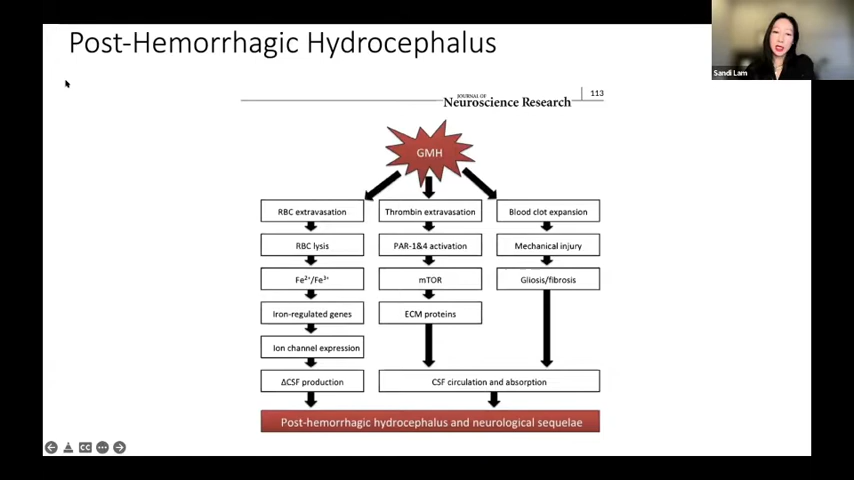 Post-Hemorrhagic Hydrocephalus
Sandi Lam
JOURNAL OF
Neuroscience Research
113
GMH
RBC extravasation
Thrombin extravasation
Blood clot expansion
RBC lysis
PAR-1&4 activation
Mechanical injury
Fe²⁺/Fe³⁺
mTOR
Gliosis/fibrosis
Iron-regulated genes
ECM proteins
Ion channel expression
ΔCSF production
CSF circulation and absorption
Post-hemorrhagic hydrocephalus and neurological sequelae
CC